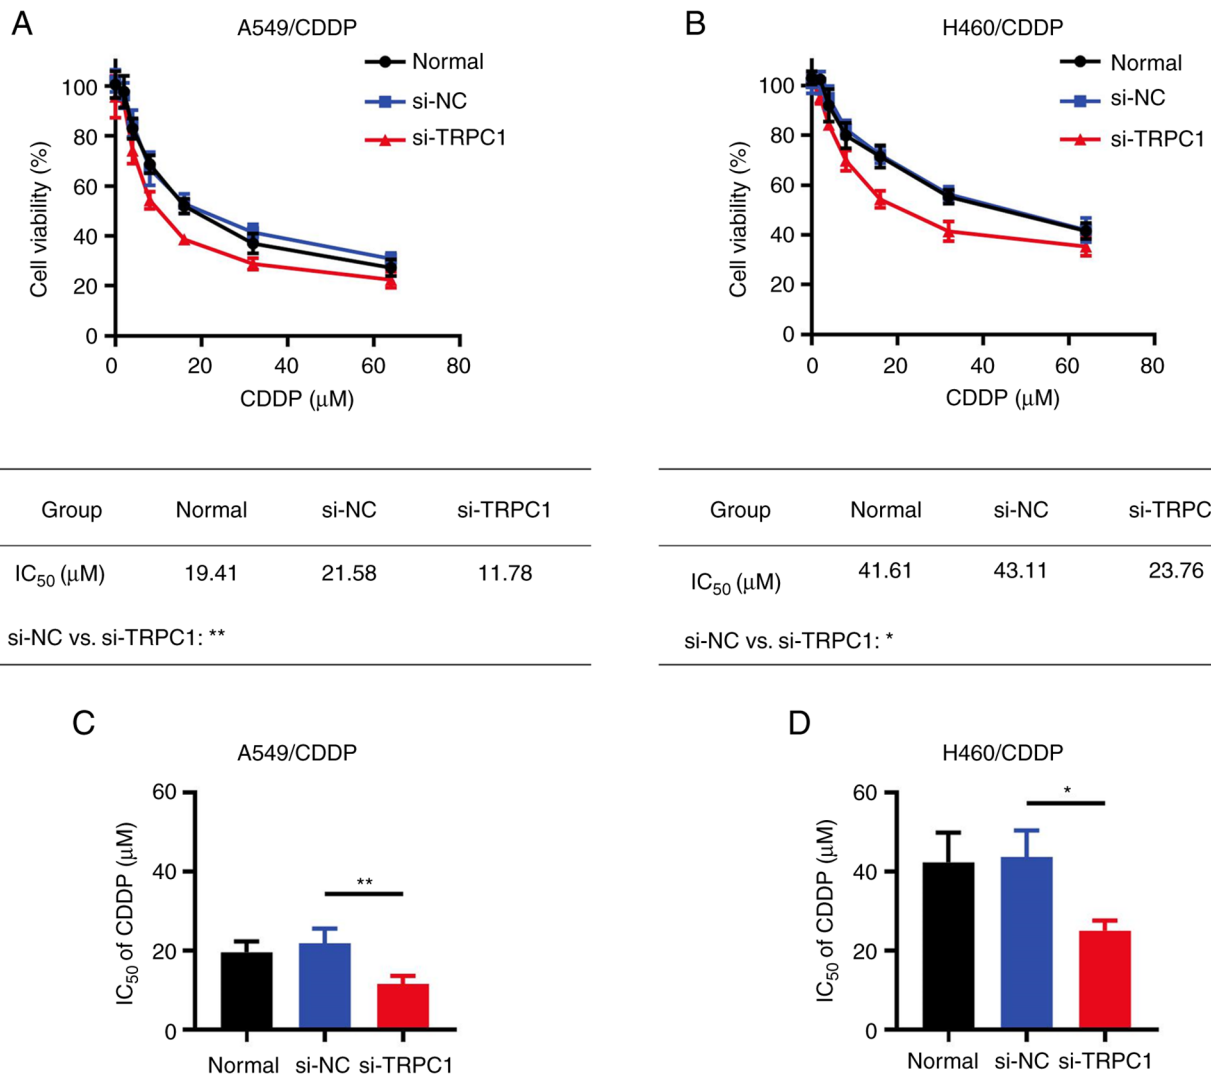 A
A549/CDDP
Normal
si-NC
si-TRPC1
Cell viability (%)
100
80
60
40
20
0
0 20 40 60 80
CDDP (μM)
B
H460/CDDP
Normal
si-NC
si-TRPC1
Cell viability (%)
100
80
60
40
20
0
0 20 40 60 80
CDDP (μM)
Group Normal si-NC si-TRPC1
IC50 (μM) 19.41 21.58 11.78
si-NC vs. si-TRPC1: **
Group Normal si-NC si-TRPC
IC50 (μM) 41.61 43.11 23.76
si-NC vs. si-TRPC1: *
C
A549/CDDP
IC50 of CDDP (μM)
60
40
20
0
**
Normal si-NC si-TRPC1
D
H460/CDDP
IC50 of CDDP (μM)
60
40
20
0
*
Normal si-NC si-TRPC1